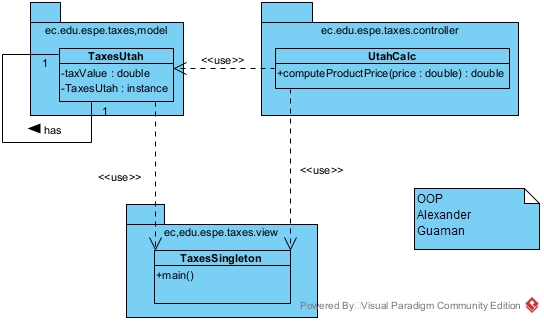 ec.edu.espe.taxes,model
TaxesUtah
-taxValue : double
-TaxesUtah : instance
1
1
has
<<use>>
ec.edu.espe.taxes.controller
UtahCalc
+computeProductPrice(price : double) : double
<<use>>
<<use>>
ec,edu.espe.taxes.view
TaxesSingleton
+main()
OOP
Alexander
Guaman
Powered By Visual Paradigm Community Edition